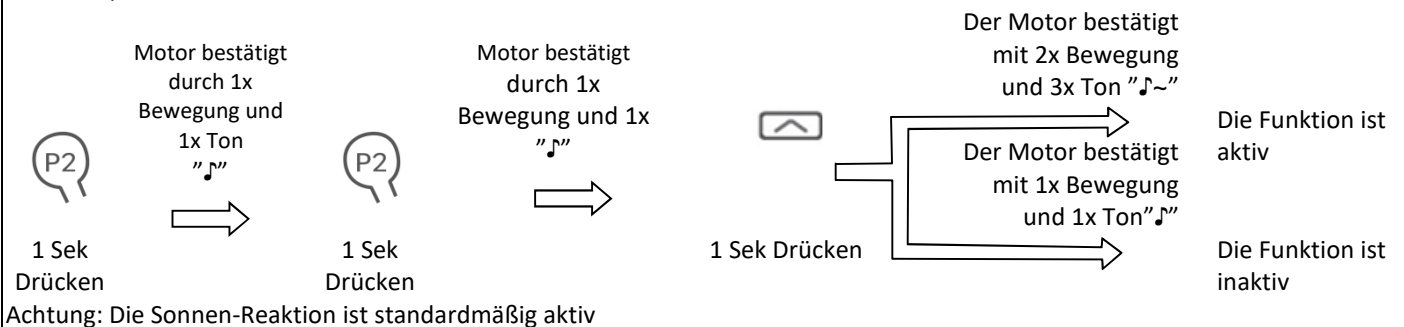 Motor bestätigt
durch 1x
Bewegung und
1x Ton
"♪"
Motor bestätigt
durch 1x
Bewegung und 1x
"♪"
Der Motor bestätigt
mit 2x Bewegung
und 3x Ton "♪~"
Die Funktion ist
aktiv
P2
P2
Der Motor bestätigt
mit 1x Bewegung
und 1x Ton"♪"
1 Sek
Drücken
1 Sek
Drücken
1 Sek Drücken
Die Funktion ist
inaktiv
Achtung: Die Sonnen-Reaktion ist standardmäßig aktiv